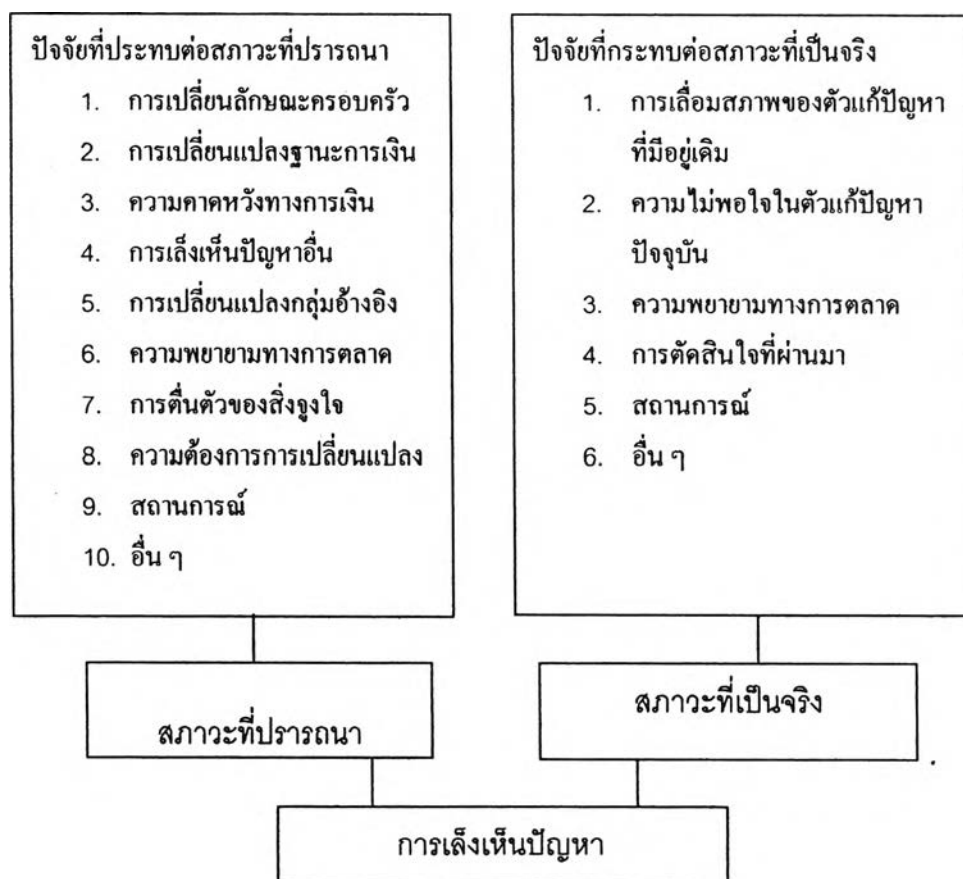 ปัจจัยที่ประทบต่อสภาวะที่ปรารถนา
1. การเปลี่ยนลักษณะครอบครัว
2. การเปลี่ยนแปลงฐานะการเงิน
3. ความคาดหวังทางการเงิน
4. การเล็งเห็นปัญหาอื่น
5. การเปลี่ยนแปลงกลุ่มอ้างอิง
6. ความพยายามทางการตลาด
7. การตื่นตัวของสิ่งจูงใจ
8. ความต้องการการเปลี่ยนแปลง
9. สถานการณ์
10. อื่น ๆ
ปัจจัยที่กระทบต่อสภาวะที่เป็นจริง
1. การเลื่อมสภาพของตัวแก้ปัญหา
ที่มีอยู่เดิม
2. ความไม่พอใจในตัวแก้ปัญหา
ปัจจุบัน
3. ความพยายามทางการตลาด
4. การตัดสินใจที่ผ่านมา
5. สถานการณ์
6. อื่น ๆ
สภาวะที่ปรารถนา
สภาวะที่เป็นจริง
การเล็งเห็นปัญหา